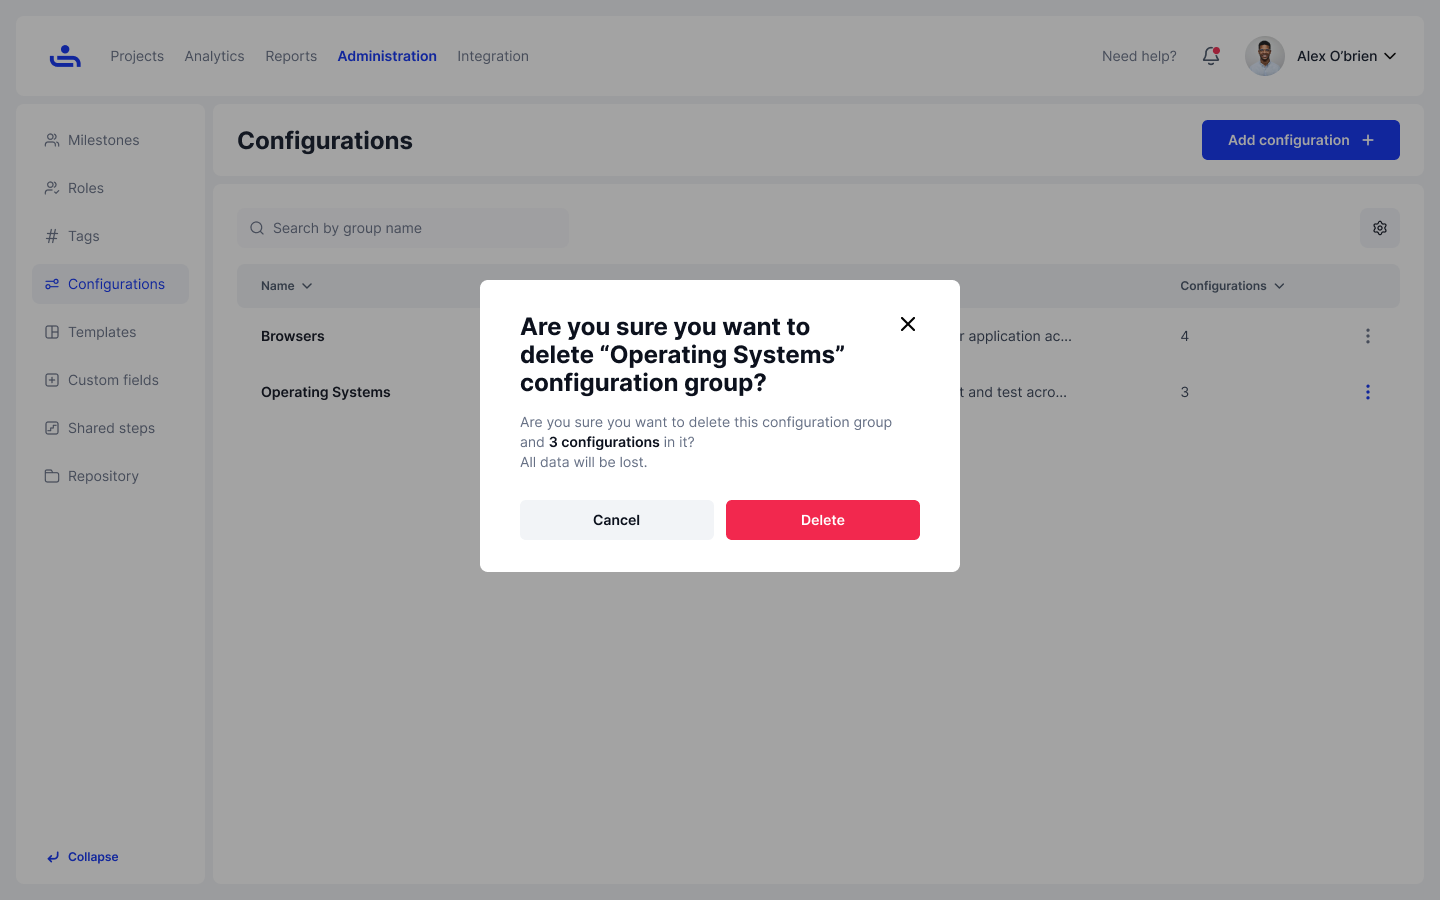 Projects Analytics Reports Administration Integration Need help? Alex O’brien
Milestones
Roles
Tags
Configurations
Templates
Custom fields
Shared steps
Repository
Collapse
Configurations
Add configuration
Search by group name
Name Configurations
Browsers r application ac... 4
Operating Systems t and test acro... 3
Are you sure you want to
delete “Operating Systems”
configuration group?
Are you sure you want to delete this configuration group
and 3 configurations in it?
All data will be lost.
Cancel Delete